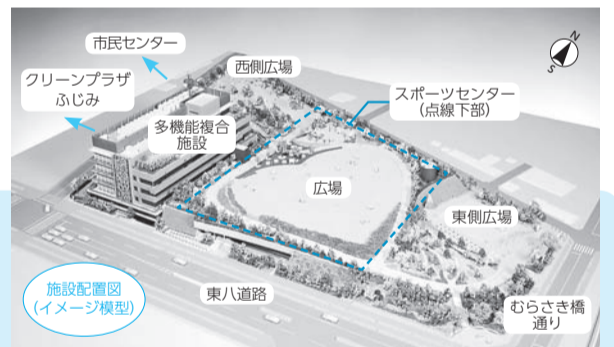 市民センター
クリーンプラザ
ふじみ
西側広場
多機能複合
施設
スポーツセンター
(点線下部)
広場
東側広場
施設配置図
(イメージ模型)
東八道路
むらさき橋
通り
N
S